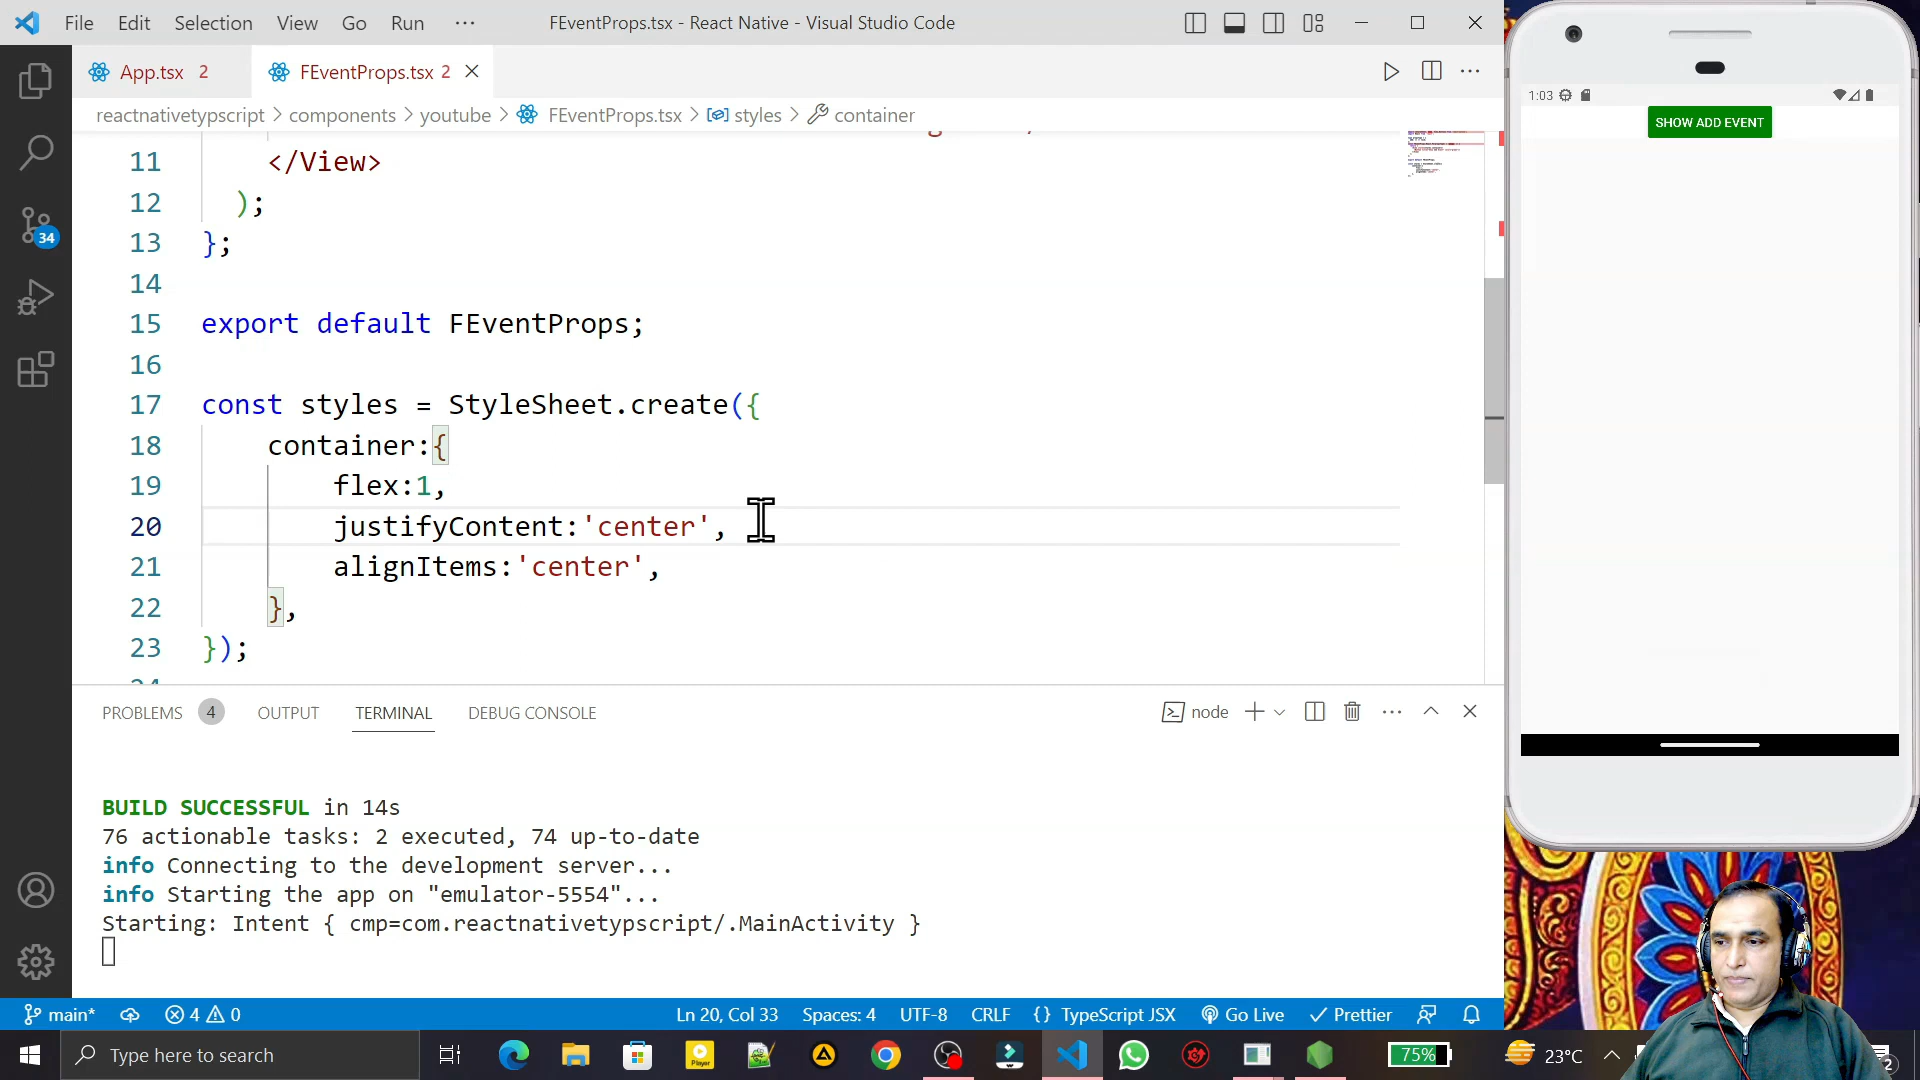 File Edit Selection View Go Run ··· FEventProps.tsx - React Native - Visual Studio Code
App.tsx 2 FEventProps.tsx 2
reactnativetypscript > components > youtube > FEventProps.tsx > styles > container
11 </View>
12 );
13 };
14
15 export default FEventProps;
16
17 const styles = StyleSheet.create({
18 container:{
19 flex:1,
20 justifyContent:'center',
21 alignItems:'center',
22 },
23 });
PROBLEMS 4 OUTPUT TERMINAL DEBUG CONSOLE node
BUILD SUCCESSFUL in 14s
76 actionable tasks: 2 executed, 74 up-to-date
info Connecting to the development server...
info Starting the app on "emulator-5554"...
Starting: Intent { cmp=com.reactnativetypscript/.MainActivity }
34
main* 4 0 Ln 20, Col 33 Spaces: 4 UTF-8 CRLF {} TypeScript JSX Go Live Prettier
Type here to search
Player
75%
23°C
2
1:03
SHOW ADD EVENT